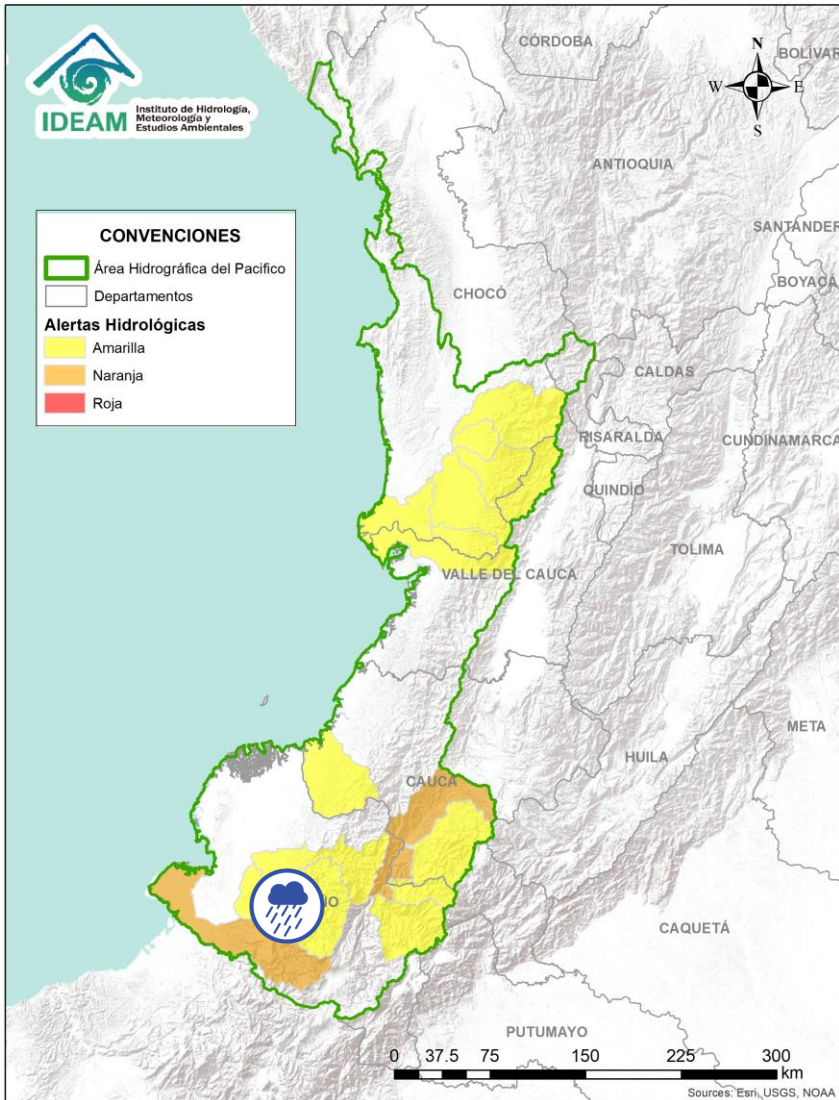 IDEAM
Instituto de Hidrología,
Meteorología y
Estudios Ambientales
CÓRDOBA
BOLÍVAR
N
W
E
S
ANTIOQUIA
SANTANDER
BOYACÁ
CONVENCIONES
Área Hidrográfica del Pacifico
Departamentos
Alertas Hidrológicas
Amarilla
Naranja
Roja
CHOCÓ
CALDAS
RISARALDA
CUNDINAMARCA
QUINDÍO
TOLIMA
VALLE DEL CAUCA
META
HUILA
CAUCA
ÑO
CAQUETÁ
PUTUMAYO
0 37.5 75 150 225 300
km
Sources: Esri, USGS, NOAA